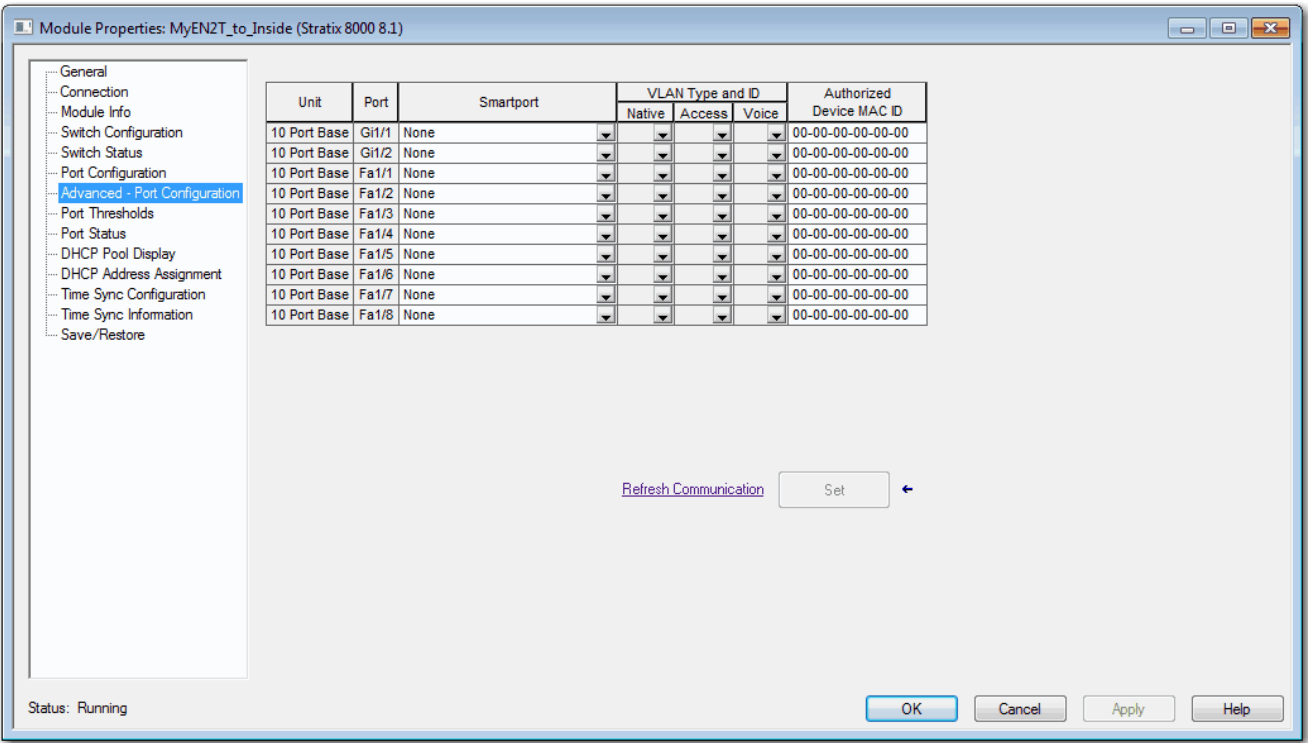 Module Properties: MyEN2T_to_Inside (Stratix 8000 8.1)
General
Connection
Module Info
Switch Configuration
Switch Status
Port Configuration
Advanced - Port Configuration
Port Thresholds
Port Status
DHCP Pool Display
DHCP Address Assignment
Time Sync Configuration
Time Sync Information
Save/Restore
Unit Port Smartport VLAN Type and ID Authorized Device MAC ID
Native Access Voice
10 Port Base Gi1/1 None 00-00-00-00-00-00
10 Port Base Gi1/2 None 00-00-00-00-00-00
10 Port Base Fa1/1 None 00-00-00-00-00-00
10 Port Base Fa1/2 None 00-00-00-00-00-00
10 Port Base Fa1/3 None 00-00-00-00-00-00
10 Port Base Fa1/4 None 00-00-00-00-00-00
10 Port Base Fa1/5 None 00-00-00-00-00-00
10 Port Base Fa1/6 None 00-00-00-00-00-00
10 Port Base Fa1/7 None 00-00-00-00-00-00
10 Port Base Fa1/8 None 00-00-00-00-00-00
Refresh Communication Set
Status: Running
OK Cancel Apply Help